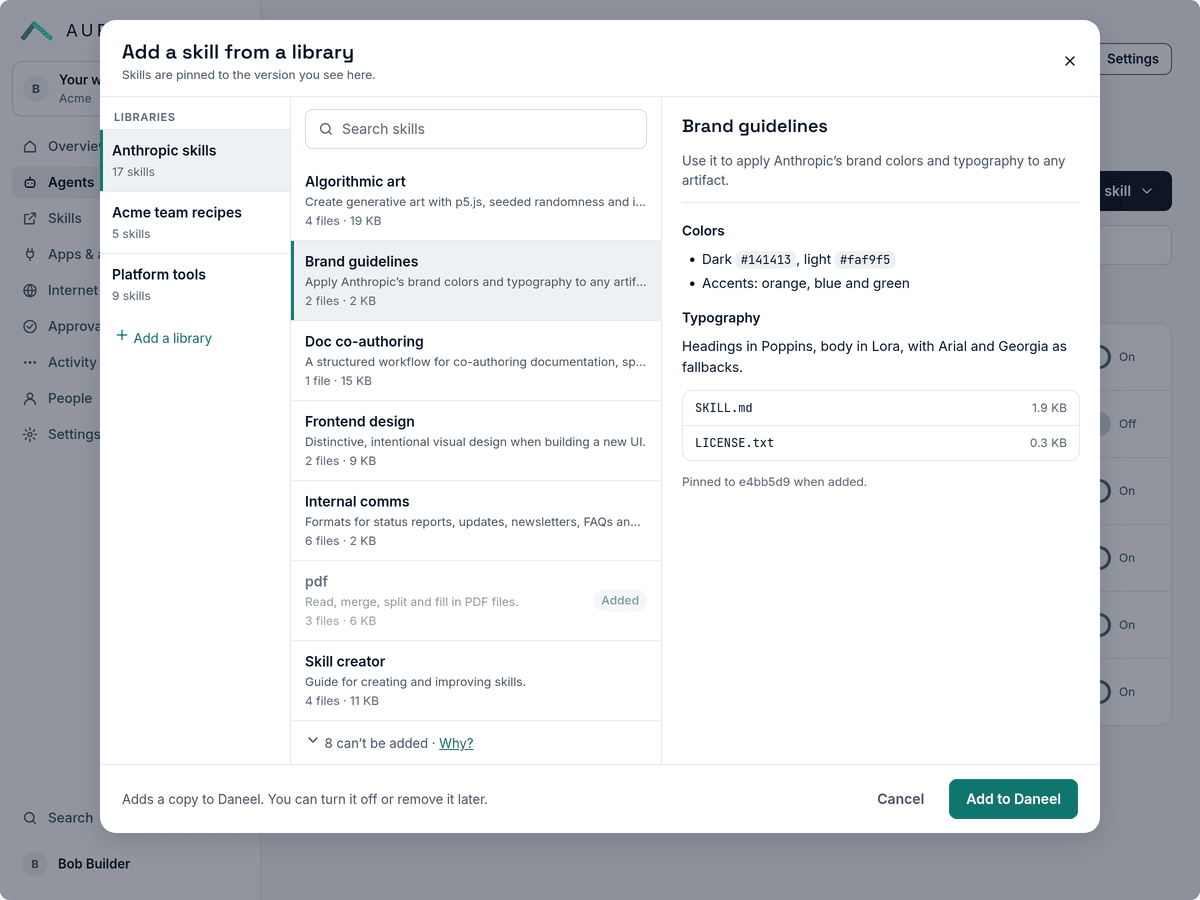 AUR
Your w
B
Acme
Overvie
Agents
Skills
Apps & a
Internet
Approva
Activity
People
Settings
Search
B
Bob Builder
Add a skill from a library
Skills are pinned to the version you see here.
LIBRARIES
Anthropic skills
17 skills
Acme team recipes
5 skills
Platform tools
9 skills
+ Add a library
Search skills
Algorithmic art
Create generative art with p5.js, seeded randomness and i...
4 files · 19 KB
Brand guidelines
Apply Anthropic’s brand colors and typography to any artif...
2 files · 2 KB
Doc co-authoring
A structured workflow for co-authoring documentation, sp...
1 file · 15 KB
Frontend design
Distinctive, intentional visual design when building a new UI.
2 files · 9 KB
Internal comms
Formats for status reports, updates, newsletters, FAQs an...
6 files · 2 KB
pdf
Read, merge, split and fill in PDF files.
Added
3 files · 6 KB
Skill creator
Guide for creating and improving skills.
4 files · 11 KB
8 can’t be added · Why?
Brand guidelines
Use it to apply Anthropic’s brand colors and typography to any
artifact.
Colors
• Dark #141413 , light #faf9f5
• Accents: orange, blue and green
Typography
Headings in Poppins, body in Lora, with Arial and Georgia as
fallbacks.
SKILL.md 1.9 KB
LICENSE.txt 0.3 KB
Pinned to e4bb5d9 when added.
Adds a copy to Daneel. You can turn it off or remove it later.
Cancel
Add to Daneel
Settings
skill
On
Off
On
On
On
On